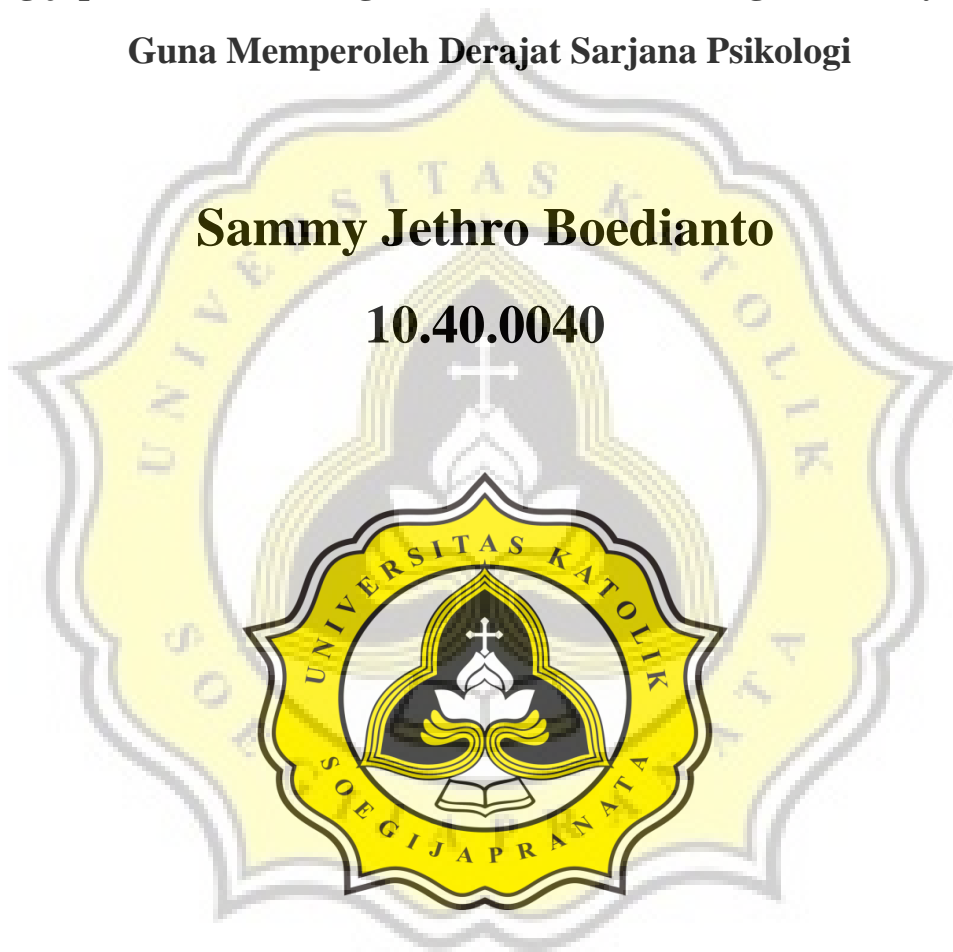 Guna Memperoleh Derajat Sarjana Psikologi
Sammy Jethro Boedianto
10.40.0040
UNIVERSITAS KATOLIK
SOEGIJAPRANATA